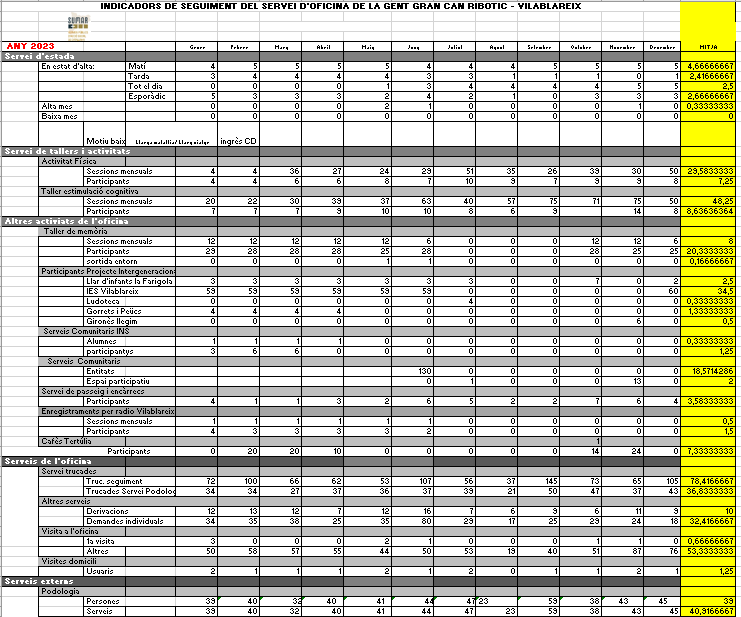 INDICADORS DE SEGUIMENT DEL SERVEI D'OFICINA DE LA GENT GRAN CAN RIBOTIC - VILABLAREIX
SUMAR
ANY 2023 Gener Febrer Març Abril Maig Juny Juliol Agost Setembre Octubre Novembre Desembre MITJA
Servei d'estada
En estat d'alta: Matí 4 5 5 5 5 4 4 4 5 5 5 5 4,66666667
Tarda 3 4 4 4 4 3 3 1 1 1 0 1 2,41666667
Tot el dia 0 0 0 0 1 3 4 4 4 4 5 5 2,5
Esporàdic 5 3 3 3 2 4 2 1 0 3 3 3 2,66666667
Alta mes 0 0 0 0 2 1 0 0 0 0 1 0 0,33333333
Baixa mes 0 0 0 0 0 0 0 0 0 0 0 0 0
Motiu baix Llarga malaltia/ Llarg viatge ingrès CD
Servei de tallers i activitats
Activitat Física
Sessions mensuals 4 4 36 27 24 29 51 35 26 39 30 50 29,5833333
Participants 4 4 6 6 8 7 10 9 7 9 9 8 7,25
Taller estimulació cognitiva
Sessions mensuals 20 22 30 39 37 63 40 57 75 71 75 50 48,25
Participants 7 7 7 9 10 10 8 6 9 14 8 8,63636364
Altres activiats de l'oficina
Taller de memòria
Sessions mensuals 12 12 12 12 12 6 0 0 0 12 12 6 8
Participants 29 28 28 28 25 28 0 0 0 28 25 25 20,3333333
sortida entorn 0 0 0 0 1 1 0 0 0 0 0 0 0,16666667
Participants Projecte Intergeneraciona
Llar d'infants la Farigola 3 3 3 3 3 3 3 0 0 7 0 2 2,5
IES Vilablareix 59 59 59 59 59 59 0 0 0 0 0 60 34,5
Ludoteca 0 0 0 0 0 0 4 0 0 0 0 0 0,33333333
Gorrets i Peücs 4 4 4 4 0 0 0 0 0 0 0 0 1,33333333
Gironès llegim 0 0 0 0 0 0 0 0 0 0 6 0 0,5
Serveis Comunitaris INS
Alumnes 1 1 1 1 0 0 0 0 0 0 0 0 0,33333333
participantys 3 6 6 0 0 0 0 0 0 0 0 0 1,25
Serveis Comunitaris
Entitats 130 0 0 0 0 0 0 18,5714286
Espai participatiu 0 1 0 0 0 13 0 2
Servei de passeig i encàrrecs
Participants 4 1 1 3 2 6 5 2 2 7 6 4 3,58333333
Enregistraments per radio Vilablareix
Sessions mensuals 1 1 1 1 1 1 0 0 0 0 0 0 0,5
Participants 4 3 3 3 3 2 0 0 0 0 0 0 1,5
Cafès Tertúlia 1
Participants 0 20 20 10 0 0 0 0 0 14 24 0 7,33333333
Serveis de l'oficina
Servei trucades
Truc. seguiment 72 100 66 62 53 107 56 37 145 73 65 105 78,4166667
Trucades Servei Podolog 34 34 27 37 36 37 39 21 50 47 37 43 36,8333333
Altres serveis
Derivacions 12 13 12 7 12 16 7 6 9 6 11 9 10
Demandes individuals 34 35 38 25 35 80 29 17 25 29 24 18 32,4166667
Visita a l'oficina
1a visita 3 0 0 0 2 1 0 0 0 1 1 0 0,66666667
Altres 50 58 57 55 44 50 53 19 40 51 87 76 53,3333333
Visites domicili
Usuaris 2 1 1 1 2 1 2 0 1 1 2 1 1,25
Serveis externs
Podologia
Persones 39 40 32 40 41 44 47 23 59 38 43 45 39
Serveis 39 40 32 40 41 44 47 23 59 38 43 45 40,9166667